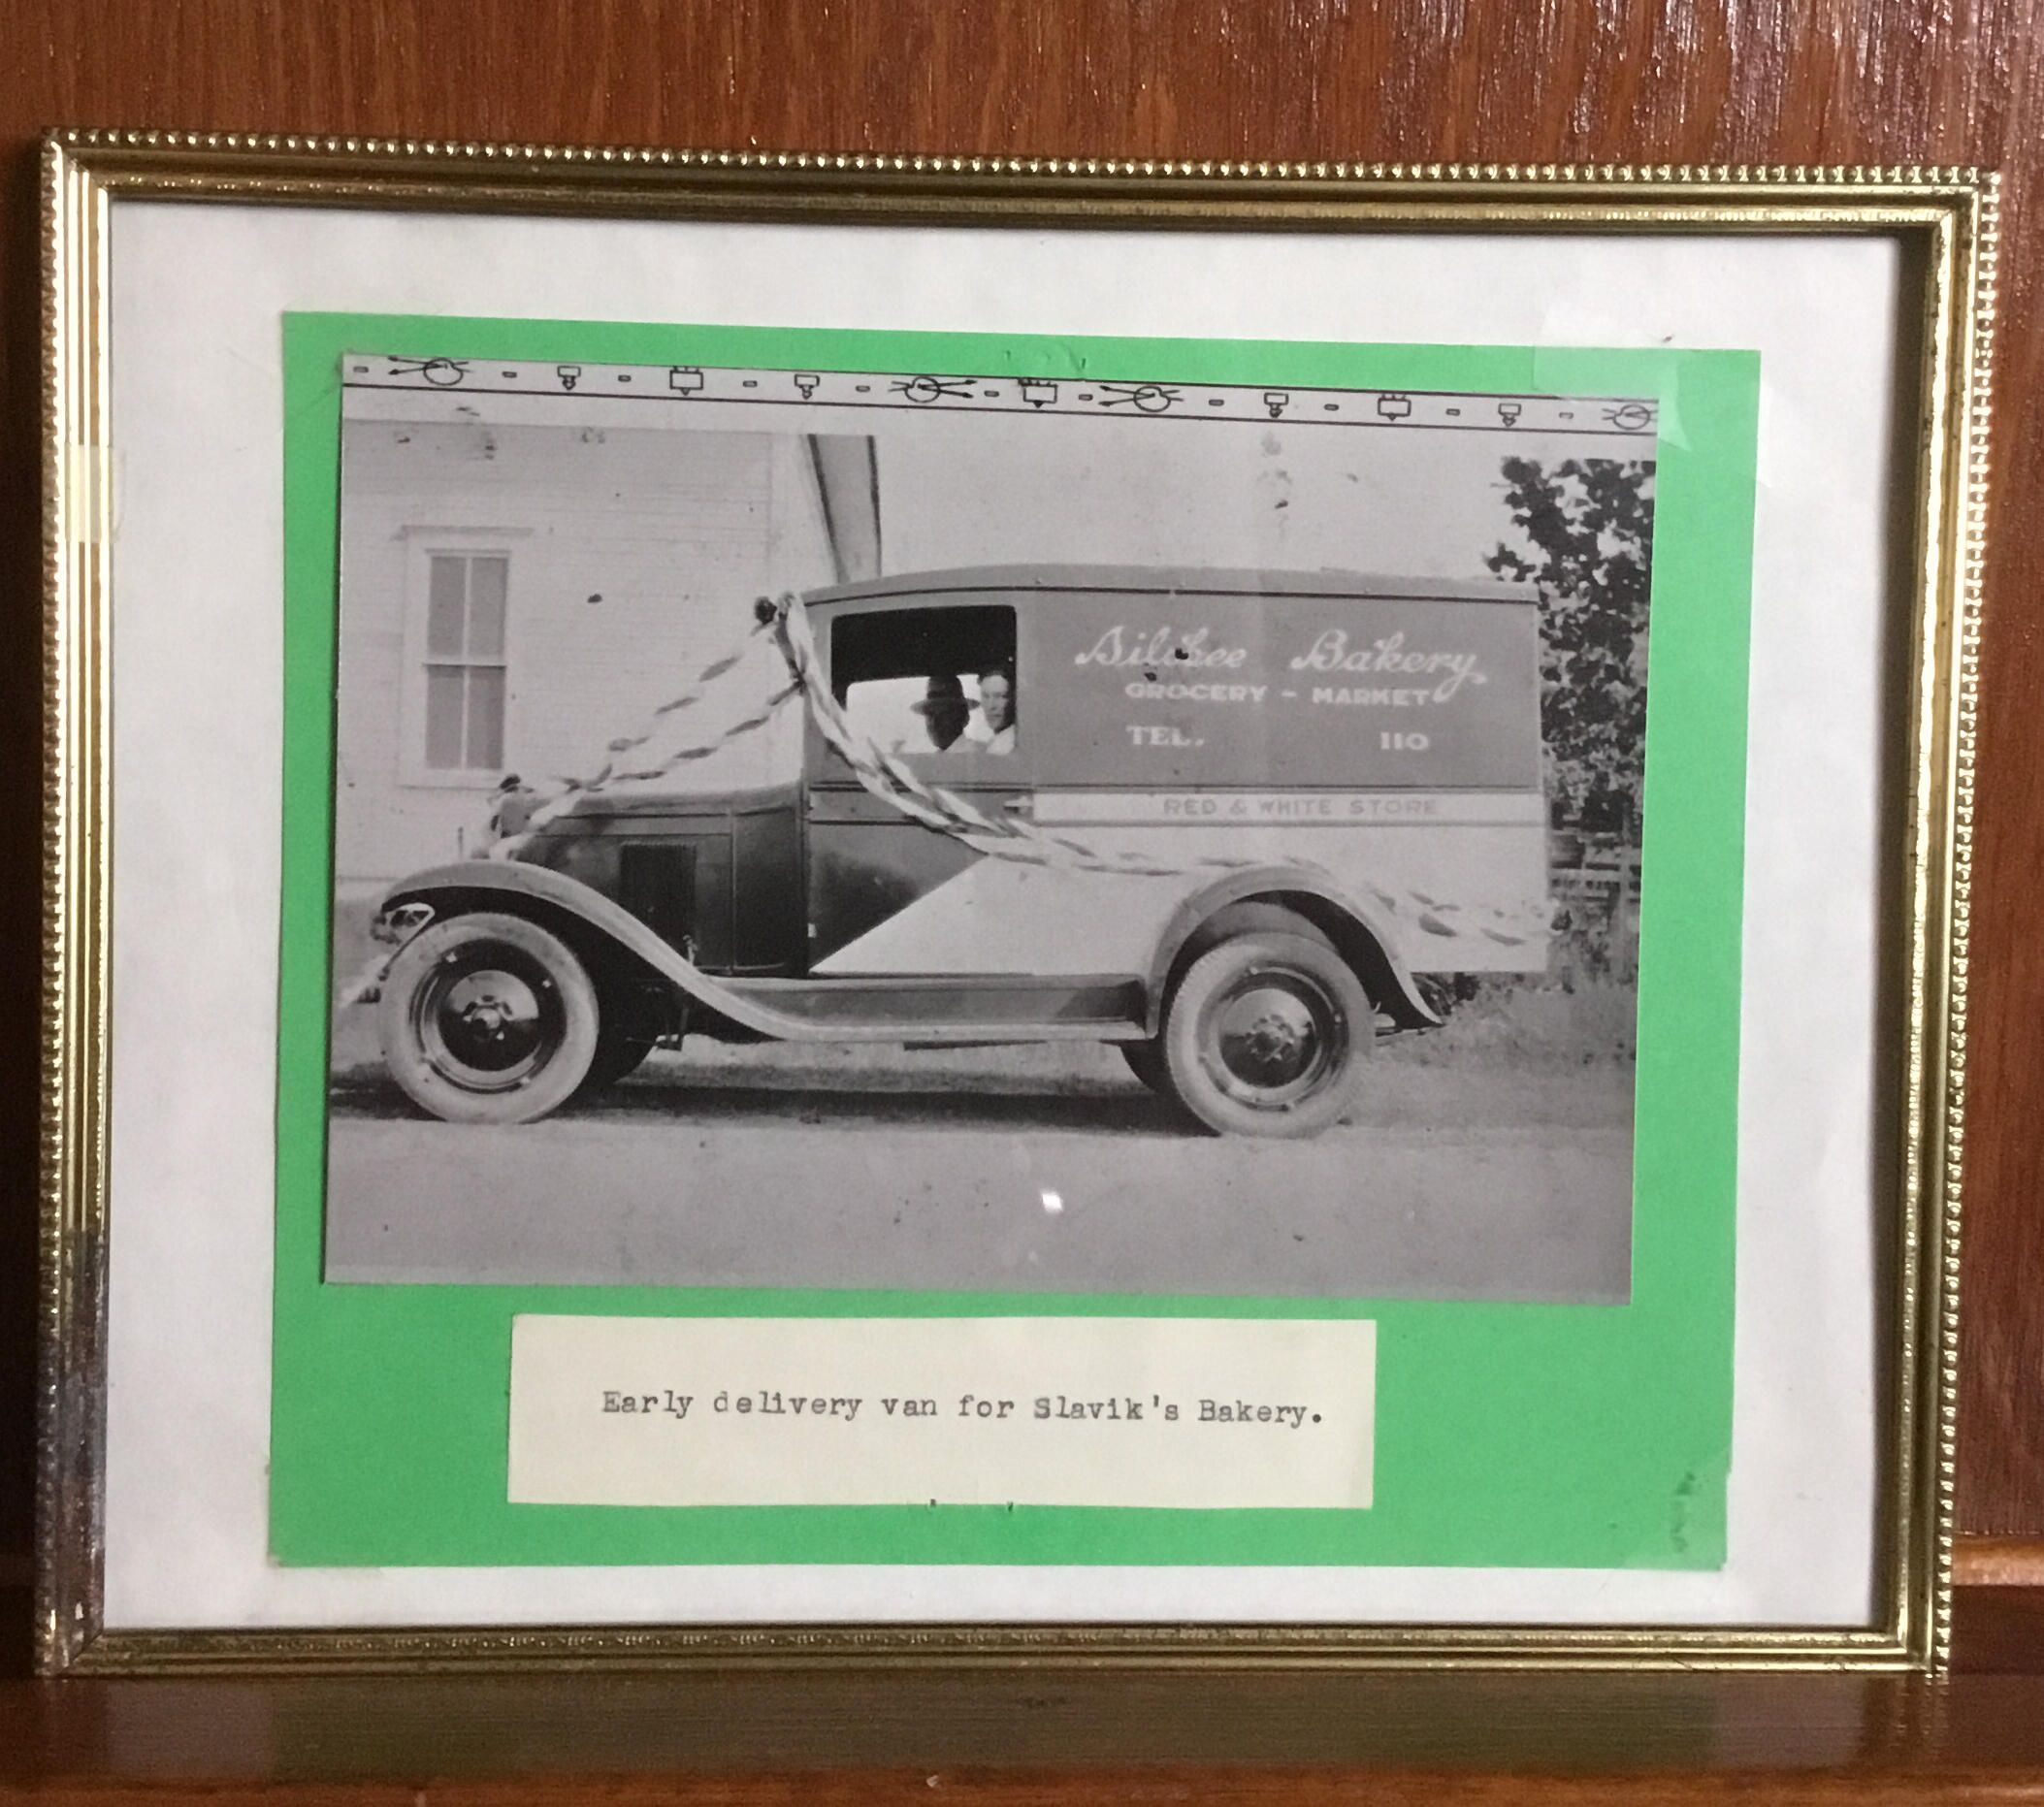 Silsbee Bakery
GROCERY - MARKET
TEL. 110
RED & WHITE STORE
Early delivery van for Slavik's Bakery.